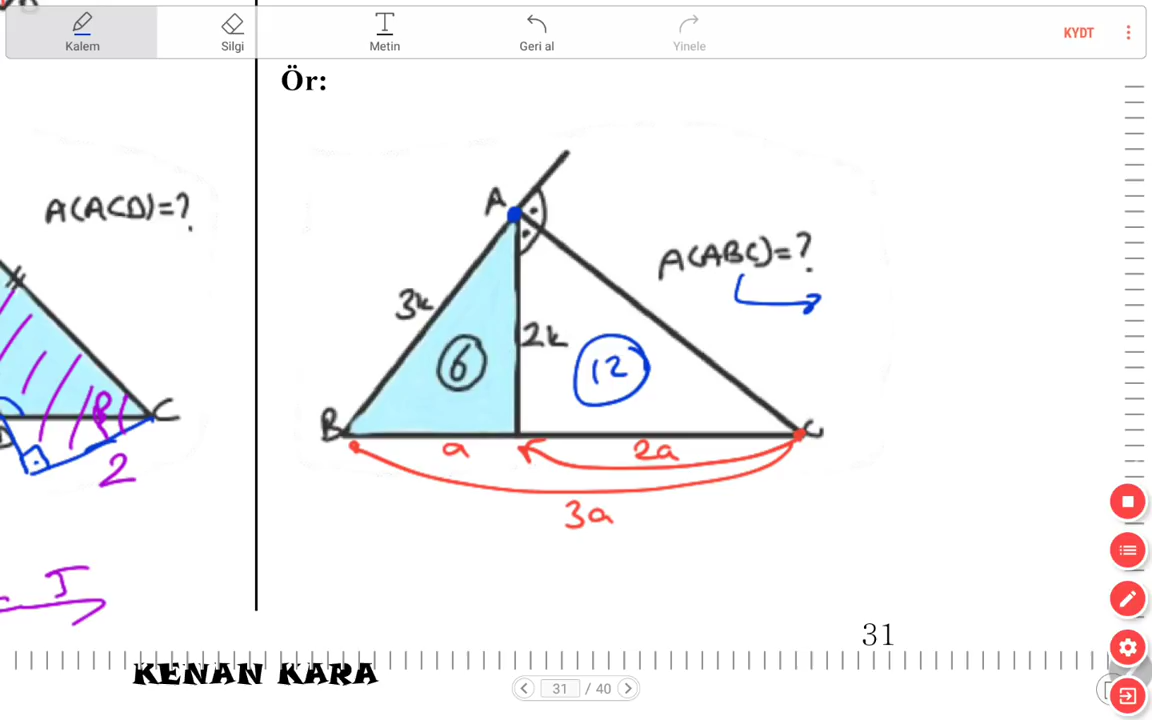 Kalem
Silgi
Metin
Geri al
Yinele
KYDT
Ör:
A(ACD)=?
C
2
A
A(ABC)=?
3k
2k
6
12
B
C
a
2a
3a
31
KENAN KARA
31 / 40